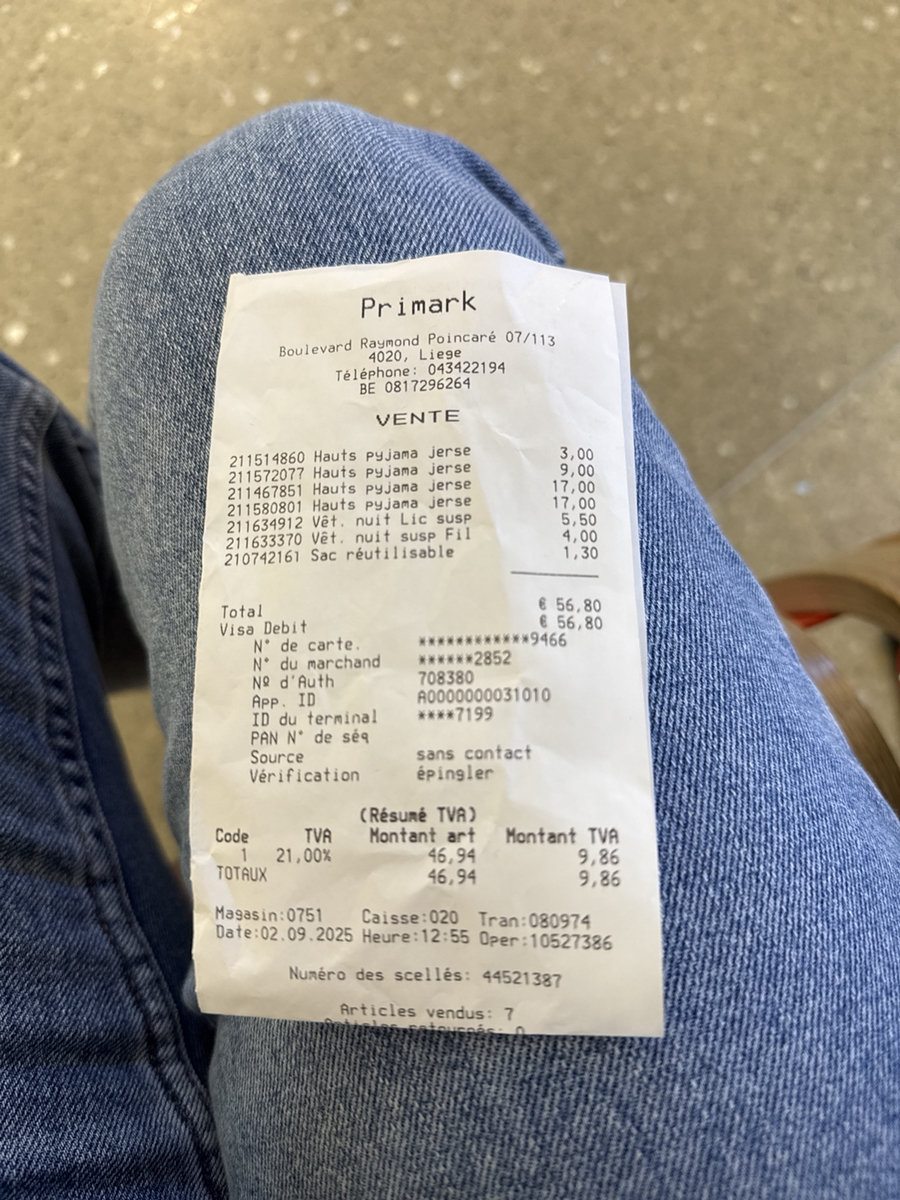 Primark
Boulevard Raymond Poincaré 07/113
4020, Liege
Téléphone: 043422194
BE 0817296264
VENTE
211514860 Hauts pyjama jerse 3,00
211572077 Hauts pyjama jerse 9,00
211467851 Hauts pyjama jerse 17,00
211580801 Hauts pyjama jerse 17,00
211634912 Vêt. nuit Lic susp 5,50
211633370 Vêt. nuit susp Fil 4,00
210742161 Sac réutilisable 1,30
Total € 56,80
Visa Debit € 56,80
N° de carte. ************9466
N° du marchand ******2852
Nº d'Auth 708380
App. ID A0000000031010
ID du terminal ****7199
PAN N° de séq
Source sans contact
Vérification épingler
(Résumé TVA)
Code TVA Montant art Montant TVA
1 21,00% 46,94 9,86
TOTAUX 46,94 9,86
Magasin:0751 Caisse:020 Tran:080974
Date:02.09.2025 Heure:12:55 Oper:10527386
Numéro des scellés: 44521387
Articles vendus: 7
Articles retournés: 0